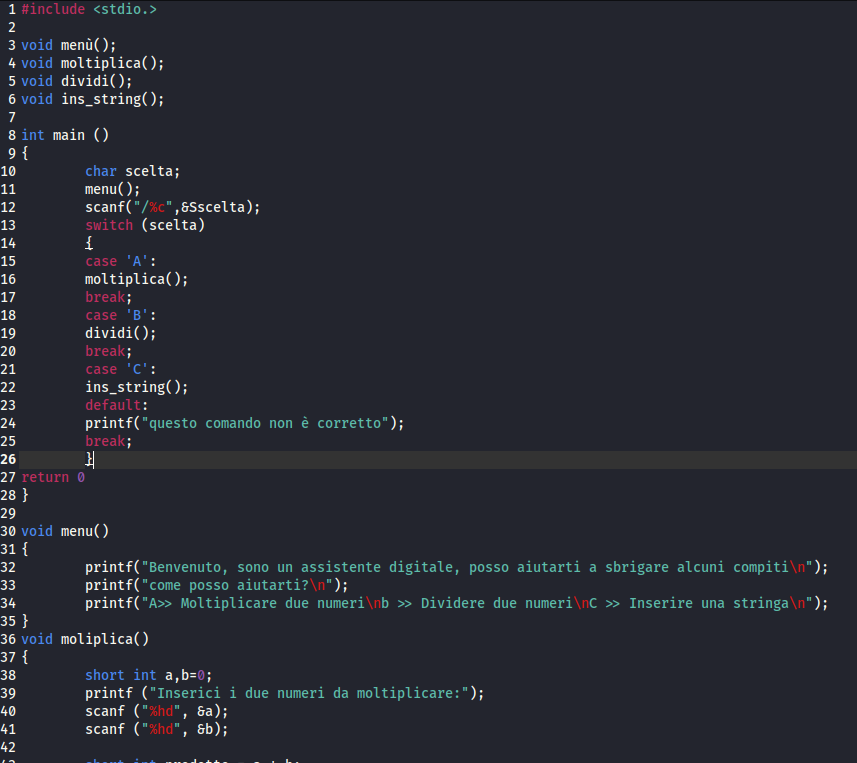 1 #include <stdio.>
2
3 void menù();
4 void moltiplica();
5 void dividi();
6 void ins_string();
7
8 int main ()
9 {
10 char scelta;
11 menu();
12 scanf("/%c",&Sscelta);
13 switch (scelta)
14 {
15 case 'A':
16 moltiplica();
17 break;
18 case 'B':
19 dividi();
20 break;
21 case 'C':
22 ins_string();
23 default:
24 printf("questo comando non è corretto");
25 break;
26 }
27 return 0
28 }
29
30 void menu()
31 {
32 printf("Benvenuto, sono un assistente digitale, posso aiutarti a sbrigare alcuni compiti\n");
33 printf("come posso aiutarti?\n");
34 printf("A>> Moltiplicare due numeri\nb >> Dividere due numeri\nC >> Inserire una stringa\n");
35 }
36 void moliplica()
37 {
38 short int a,b=0;
39 printf ("Inserici i due numeri da moltiplicare:");
40 scanf ("%hd", &a);
41 scanf ("%hd", &b);
42
short int prodotto